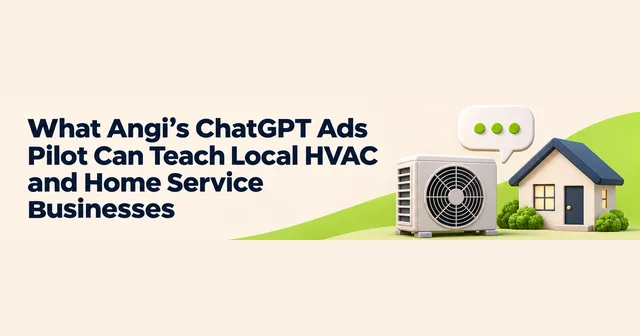 What Angi’s ChatGPT Ads
Pilot Can Teach Local HVAC
and Home Service
Businesses